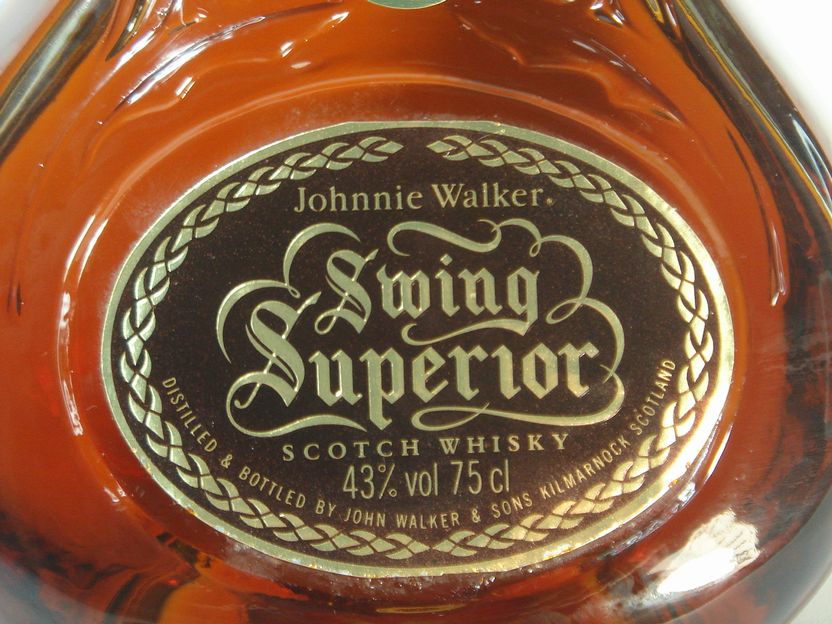 Johnnie Walker.
Swing
Superior
SCOTCH WHISKY
43% vol 75 cl
DISTILLED & BOTTLED BY JOHN WALKER & SONS KILMARNOCK SCOTLAND